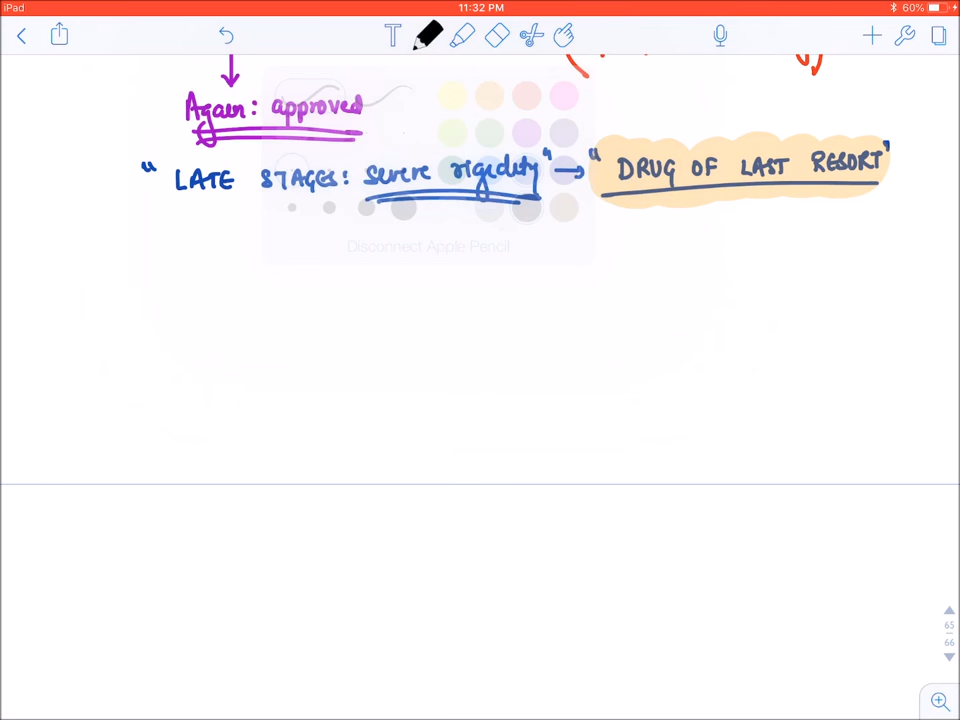 iPad 11:32 PM 60%
T
Again: approved
" LATE STAGES: severe rigidity" → " DRUG OF LAST RESORT"
Disconnect Apple Pencil
65
66